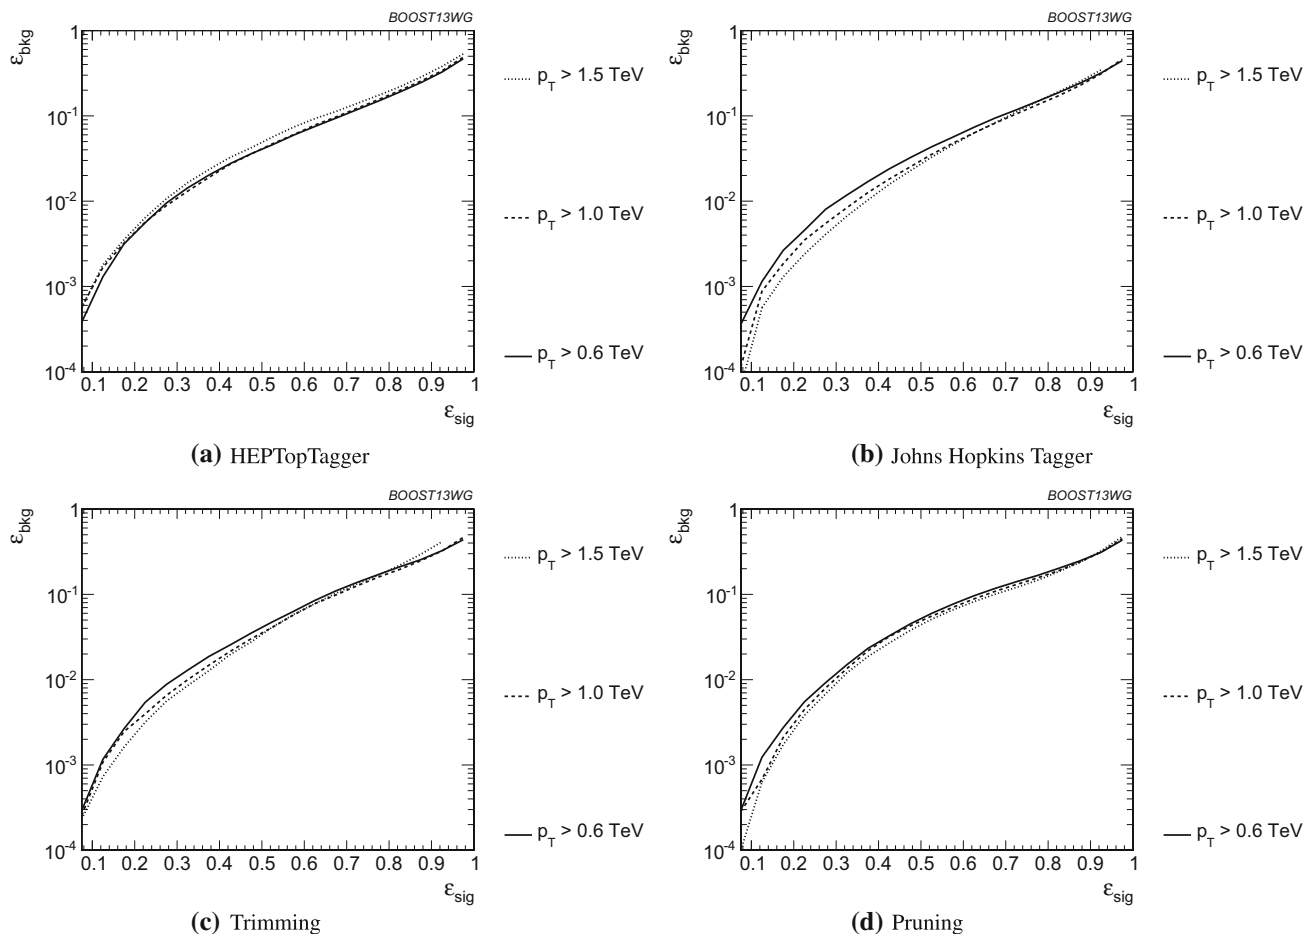 BOOST13WG
ε_bkg
1
10^-1
10^-2
10^-3
10^-4
0.1 0.2 0.3 0.4 0.5 0.6 0.7 0.8 0.9 1
ε_sig
p_T > 1.5 TeV
p_T > 1.0 TeV
p_T > 0.6 TeV
(a) HEPTopTagger
BOOST13WG
ε_bkg
1
10^-1
10^-2
10^-3
10^-4
0.1 0.2 0.3 0.4 0.5 0.6 0.7 0.8 0.9 1
ε_sig
p_T > 1.5 TeV
p_T > 1.0 TeV
p_T > 0.6 TeV
(b) Johns Hopkins Tagger
BOOST13WG
ε_bkg
1
10^-1
10^-2
10^-3
10^-4
0.1 0.2 0.3 0.4 0.5 0.6 0.7 0.8 0.9 1
ε_sig
p_T > 1.5 TeV
p_T > 1.0 TeV
p_T > 0.6 TeV
(c) Trimming
BOOST13WG
ε_bkg
1
10^-1
10^-2
10^-3
10^-4
0.1 0.2 0.3 0.4 0.5 0.6 0.7 0.8 0.9 1
ε_sig
p_T > 1.5 TeV
p_T > 1.0 TeV
p_T > 0.6 TeV
(d) Pruning